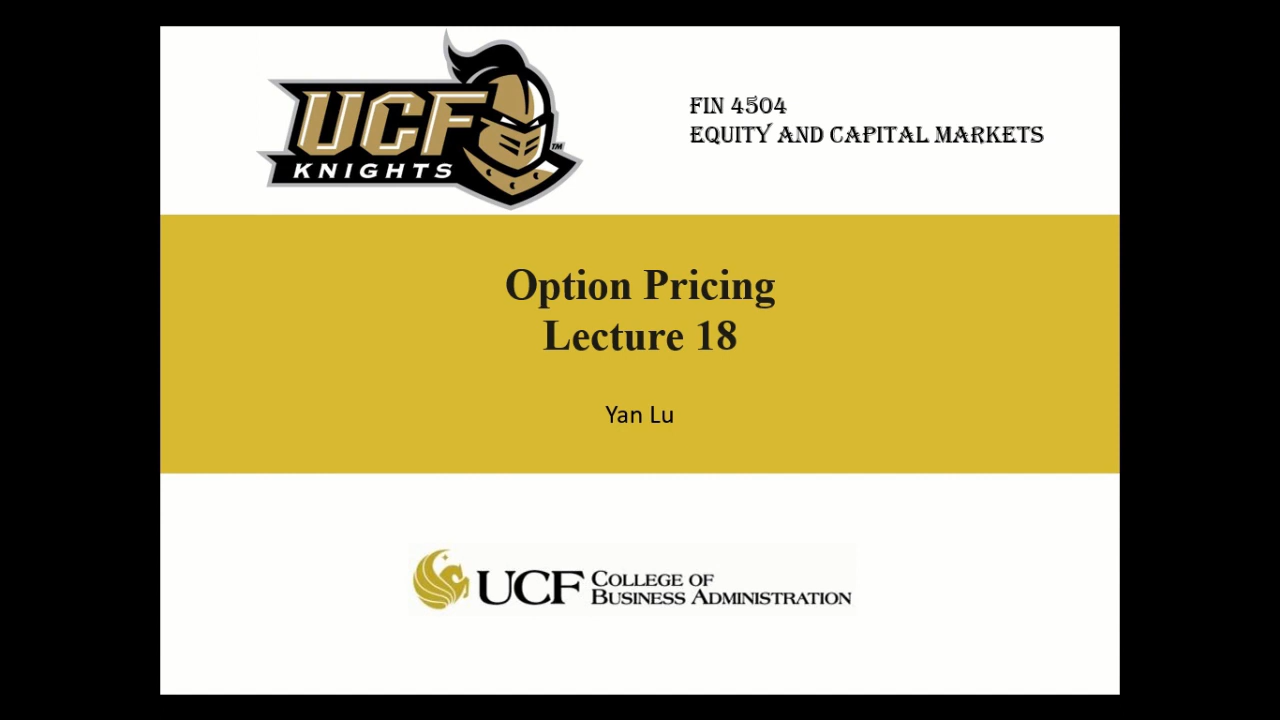 UCF
KNIGHTS
TM
FIN 4504
EQUITY AND CAPITAL MARKETS
Option Pricing
Lecture 18
Yan Lu
UCF
COLLEGE OF
BUSINESS ADMINISTRATION